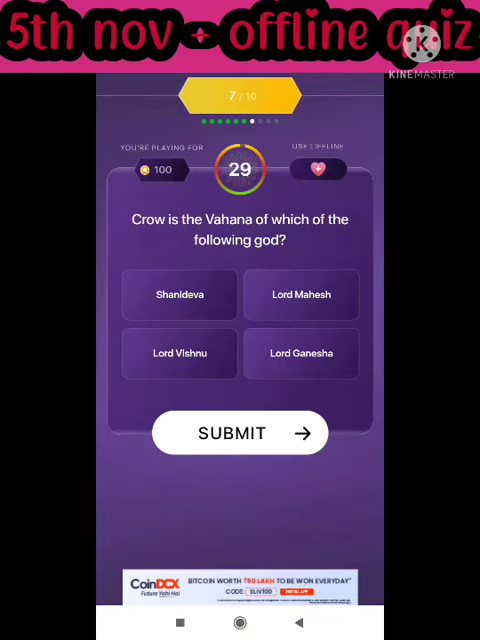 5th nov + offline quiz
K
KINEMASTER
7 / 10
YOU'RE PLAYING FOR
USE LIFELINE
100
29
Crow is the Vahana of which of the
following god?
Shanideva
Lord Mahesh
Lord Vishnu
Lord Ganesha
SUBMIT →
CoinDCX
Future Yahi Hai
BITCOIN WORTH ₹60 LAKH TO BE WON EVERYDAY*
CODE: SLIV100
INSTALL APP